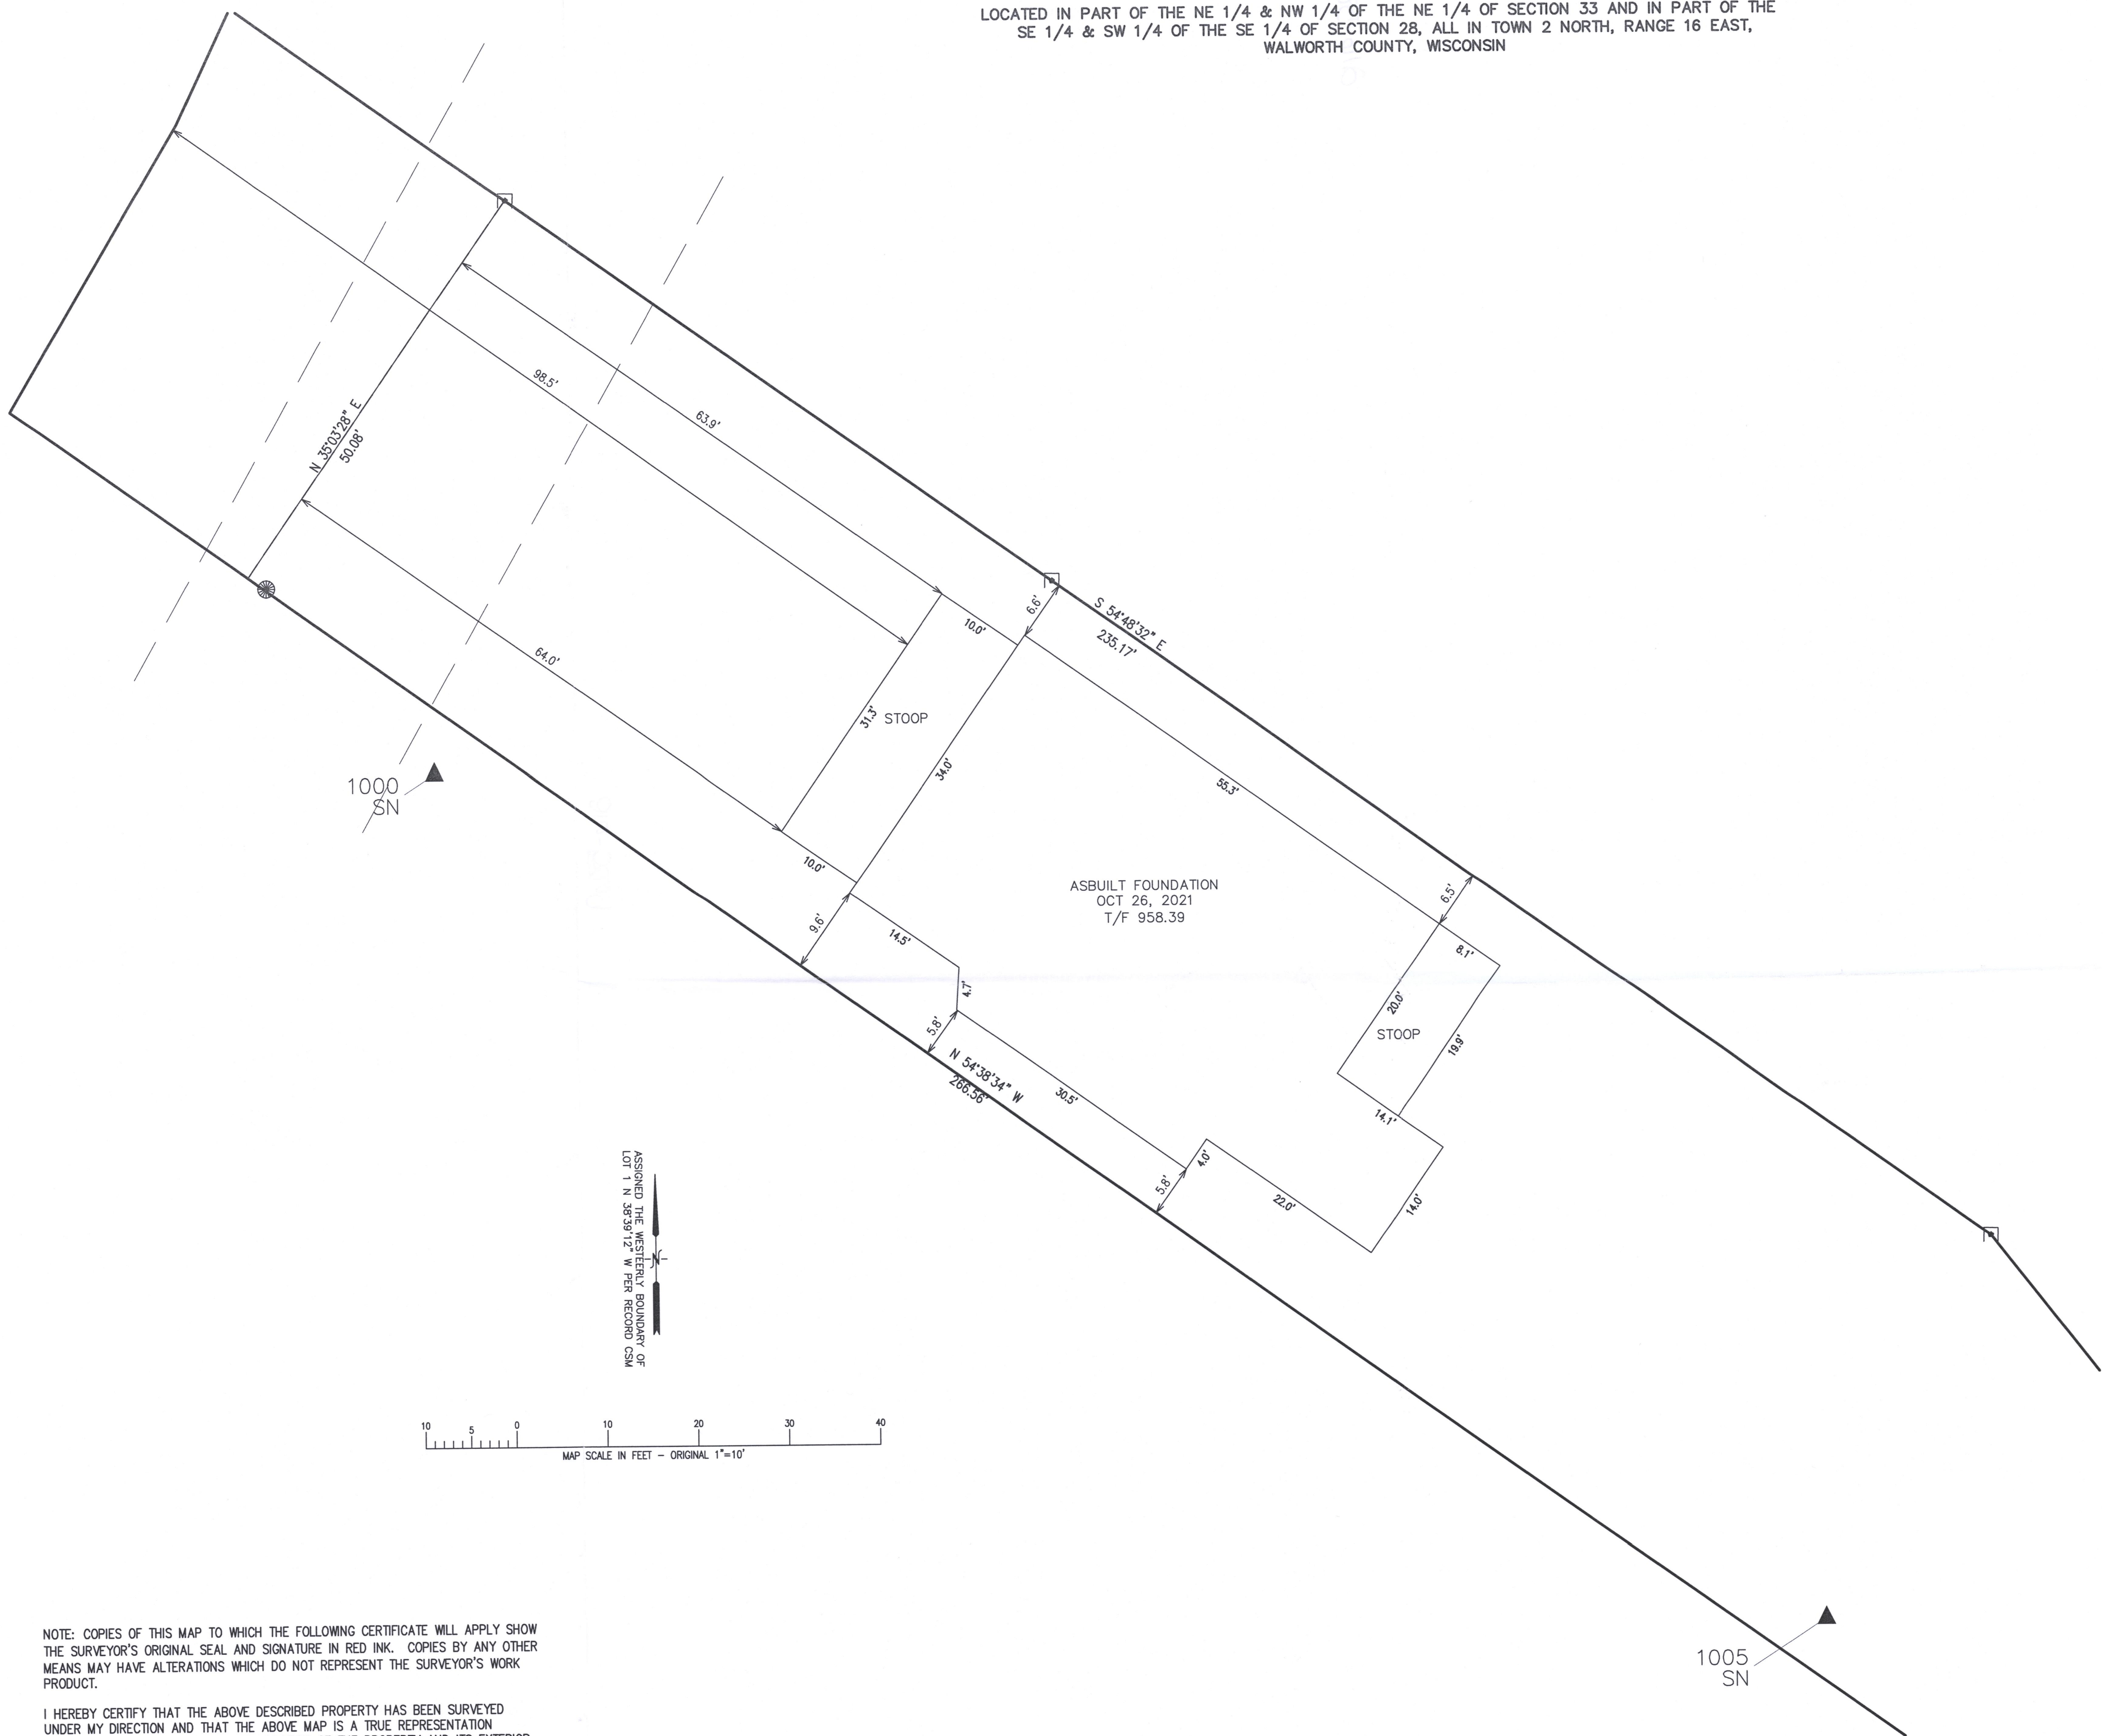 LOCATED IN PART OF THE NE 1/4 & NW 1/4 OF THE NE 1/4 OF SECTION 33 AND IN PART OF THE
SE 1/4 & SW 1/4 OF THE SE 1/4 OF SECTION 28, ALL IN TOWN 2 NORTH, RANGE 16 EAST,
WALWORTH COUNTY, WISCONSIN
98.5'
63.9'
N 35°03'28" E
50.08'
64.0'
10.0'
6.6'
S 54°48'32" E
235.17'
31.3'
STOOP
34.0'
55.3'
1000
SN
10.0'
ASBUILT FOUNDATION
OCT 26, 2021
T/F 958.39
6.5'
9.6'
14.5'
8.1'
4.7'
20.0'
STOOP
19.9'
5.8'
N 54°38'34" W
266.56'
30.5'
14.1'
4.0'
5.8'
22.0'
14.0'
ASSIGNED THE WESTEERLY BOUNDARY OF
LOT 1 N 38°39'12" W PER RECORD CSM
N
10 5 0 10 20 30 40
MAP SCALE IN FEET - ORIGINAL 1"=10'
1005
SN
NOTE: COPIES OF THIS MAP TO WHICH THE FOLLOWING CERTIFICATE WILL APPLY SHOW
THE SURVEYOR'S ORIGINAL SEAL AND SIGNATURE IN RED INK. COPIES BY ANY OTHER
MEANS MAY HAVE ALTERATIONS WHICH DO NOT REPRESENT THE SURVEYOR'S WORK
PRODUCT.
I HEREBY CERTIFY THAT THE ABOVE DESCRIBED PROPERTY HAS BEEN SURVEYED
UNDER MY DIRECTION AND THAT THE ABOVE MAP IS A TRUE REPRESENTATION